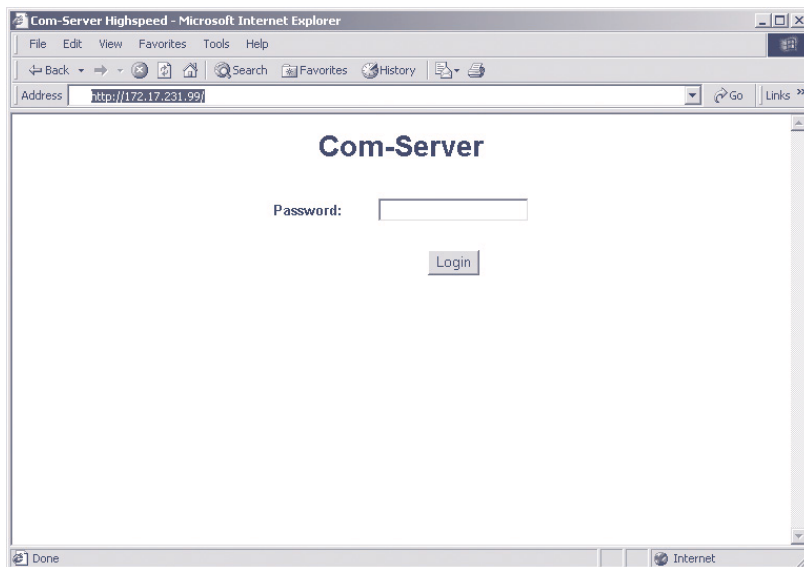 Com-Server Highspeed - Microsoft Internet Explorer
File Edit View Favorites Tools Help
Back Search Favorites History
Address http://172.17.231.99/ Go Links »
Com-Server
Password:
Login
Done Internet